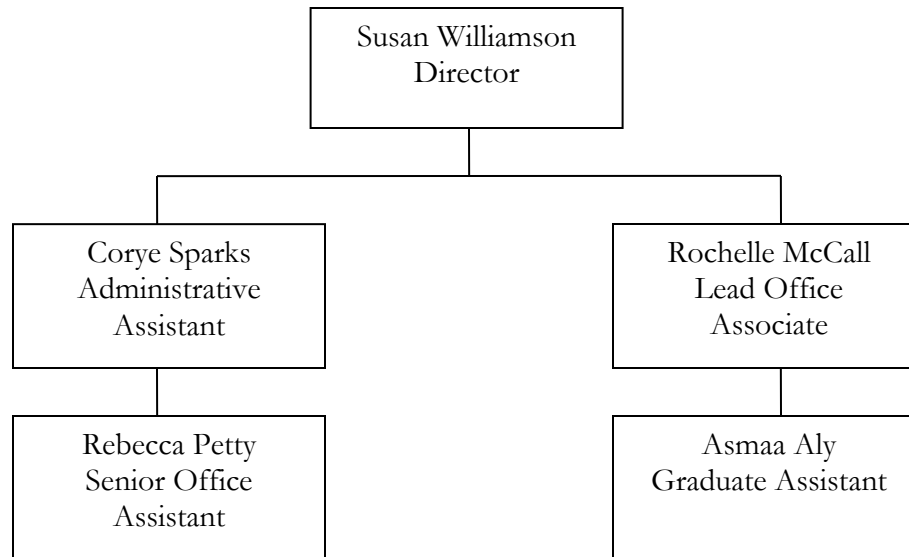 Susan Williamson
Director
Corye Sparks
Administrative
Assistant
Rochelle McCall
Lead Office
Associate
Rebecca Petty
Senior Office
Assistant
Asmaa Aly
Graduate Assistant